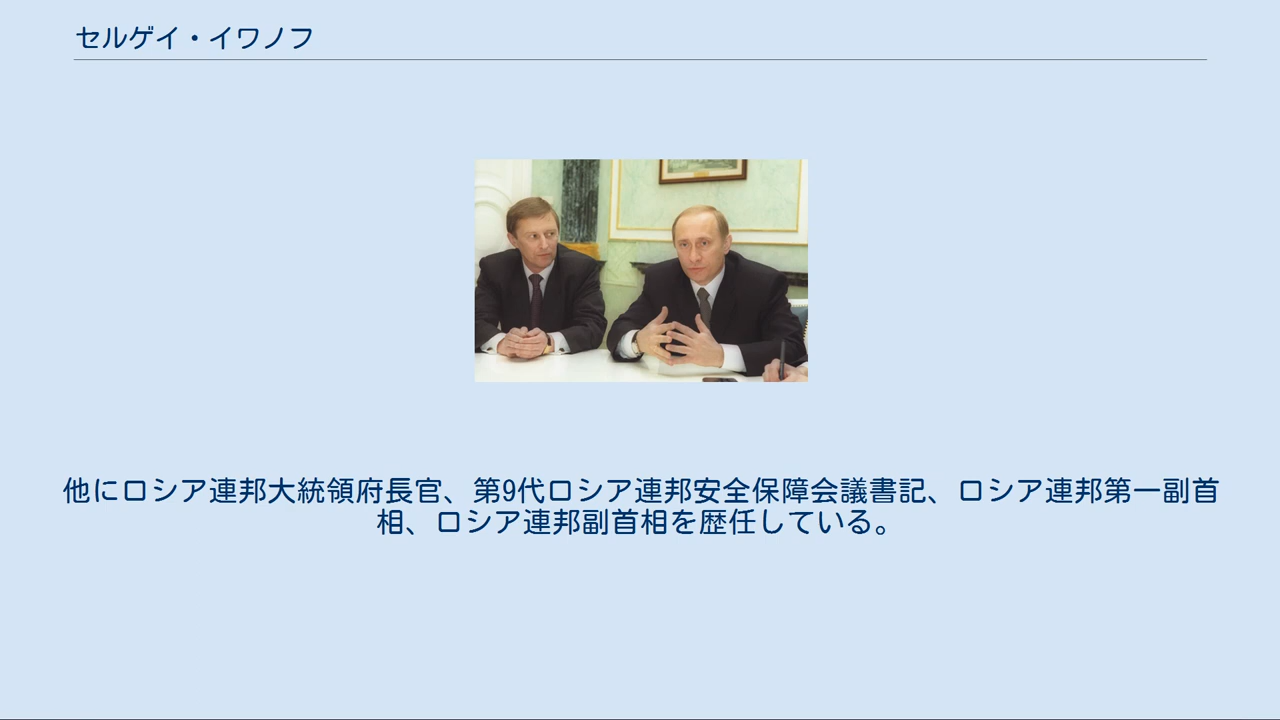 セルゲイ・イワノフ
他にロシア連邦大統領府長官、第9代ロシア連邦安全保障会議書記、ロシア連邦第一副首
相、ロシア連邦副首相を歴任している。